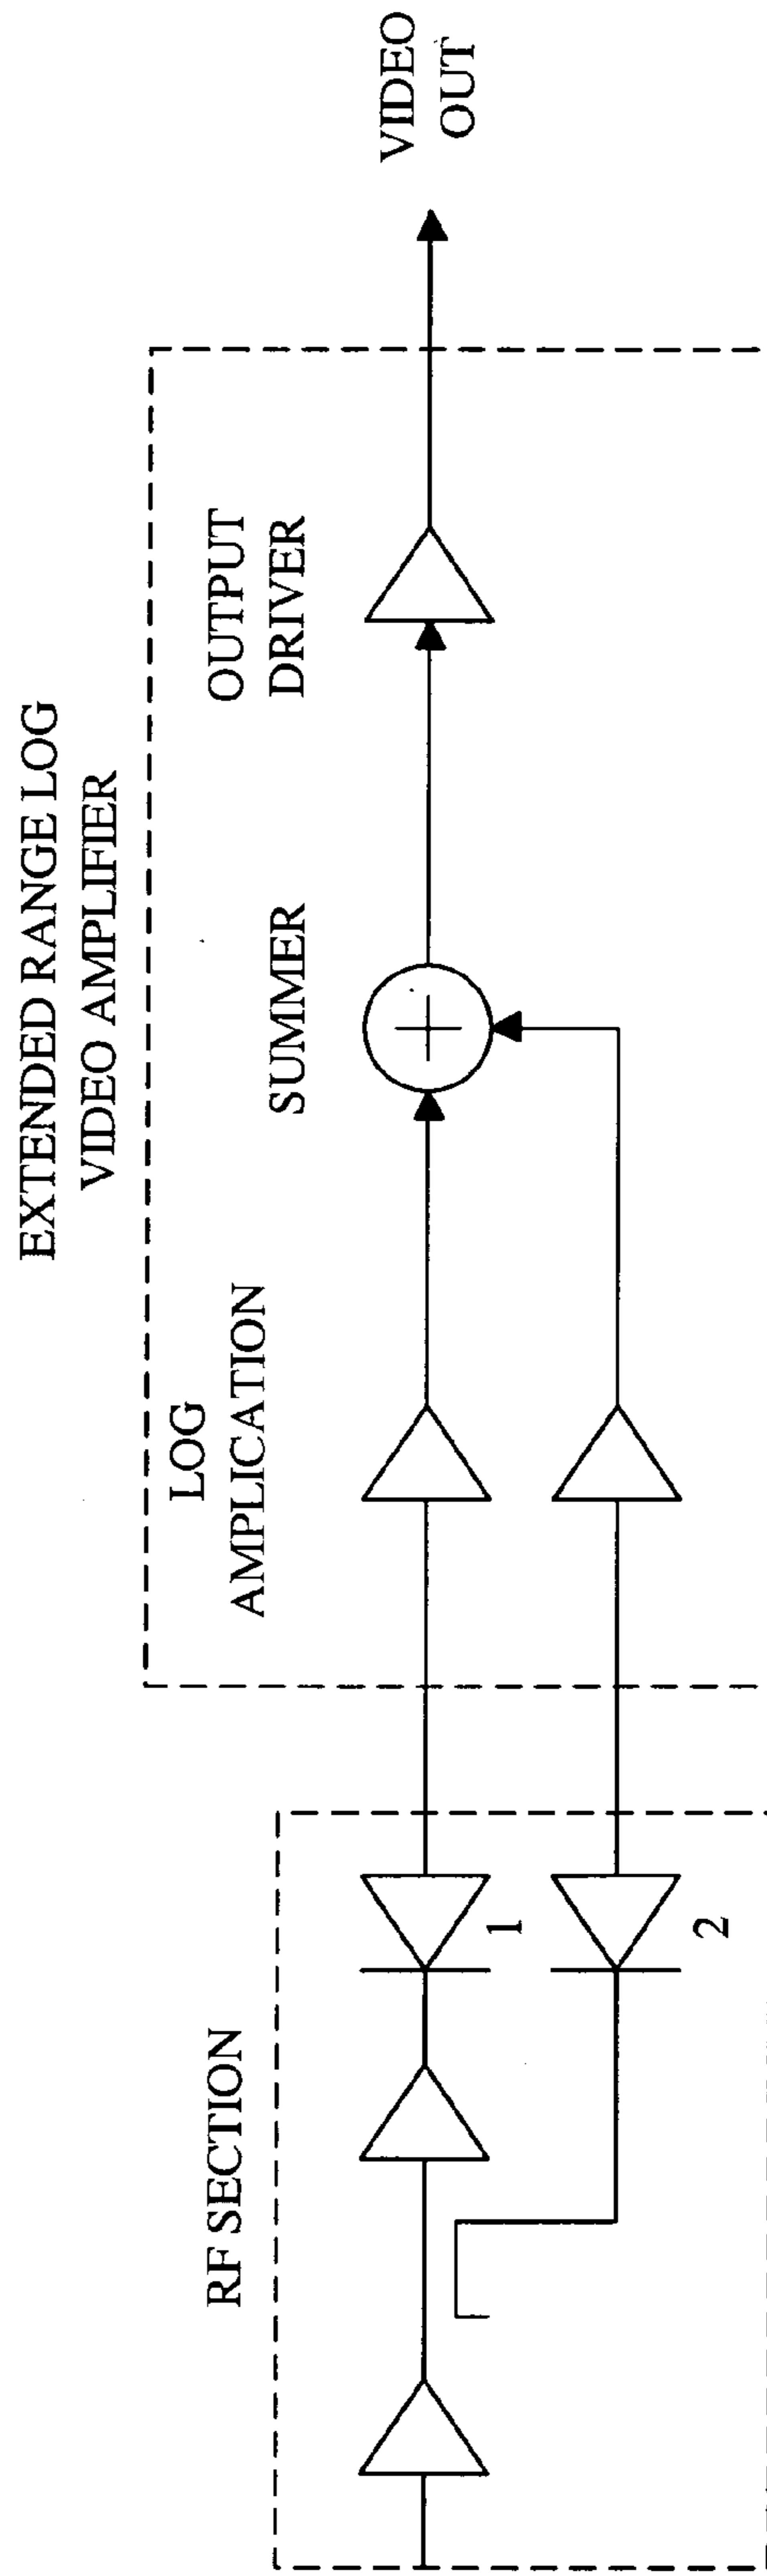 EXTENDED RANGE LOG
VIDEO AMPLIFIER
RF SECTION
LOG
AMPLICATION
SUMMER
OUTPUT
DRIVER
VIDEO
OUT
1
2